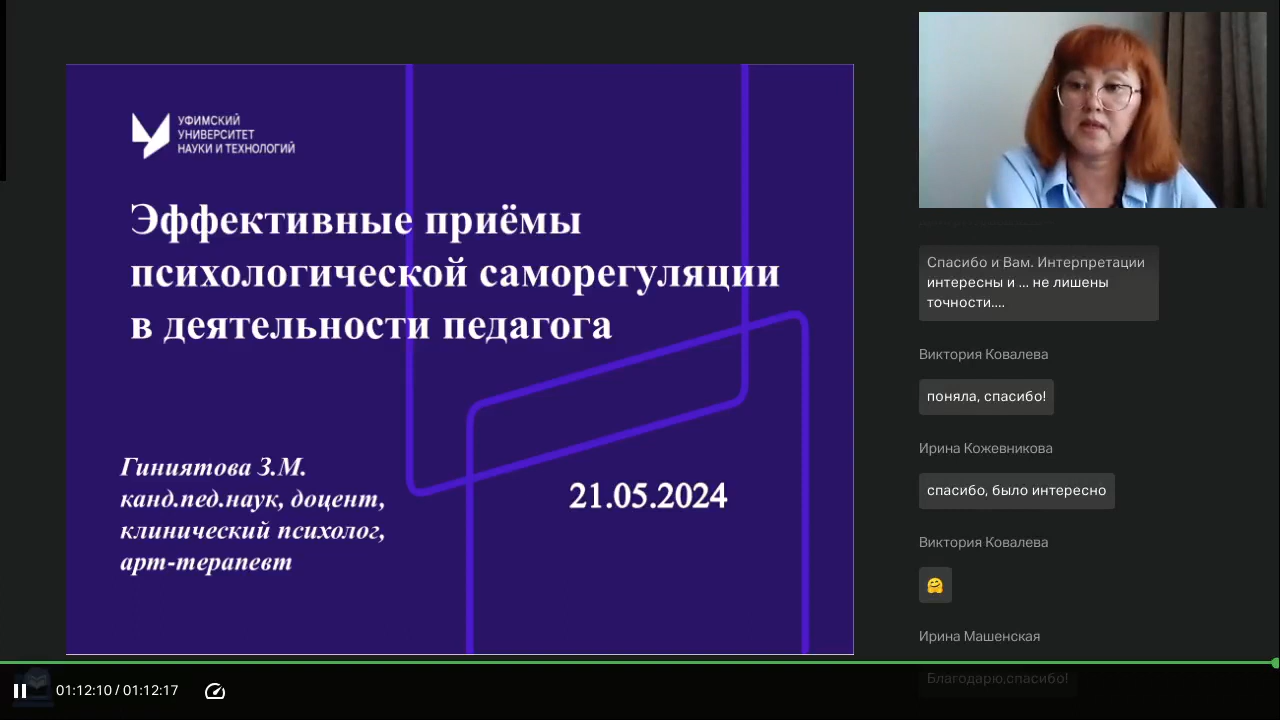 УФИМСКИЙ
УНИВЕРСИТЕТ
НАУКИ И ТЕХНОЛОГИЙ
Эффективные приёмы
психологической саморегуляции
в деятельности педагога
Гиниятова З.М.
канд.пед.наук, доцент,
клинический психолог,
арт-терапевт
21.05.2024
Спасибо и Вам. Интерпретации
интересны и ... не лишены
точности....
Виктория Ковалева
поняла, спасибо!
Ирина Кожевникова
спасибо, было интересно
Виктория Ковалева
🤗
Ирина Машенская
Благодарю,спасибо!
01:12:10 / 01:12:17